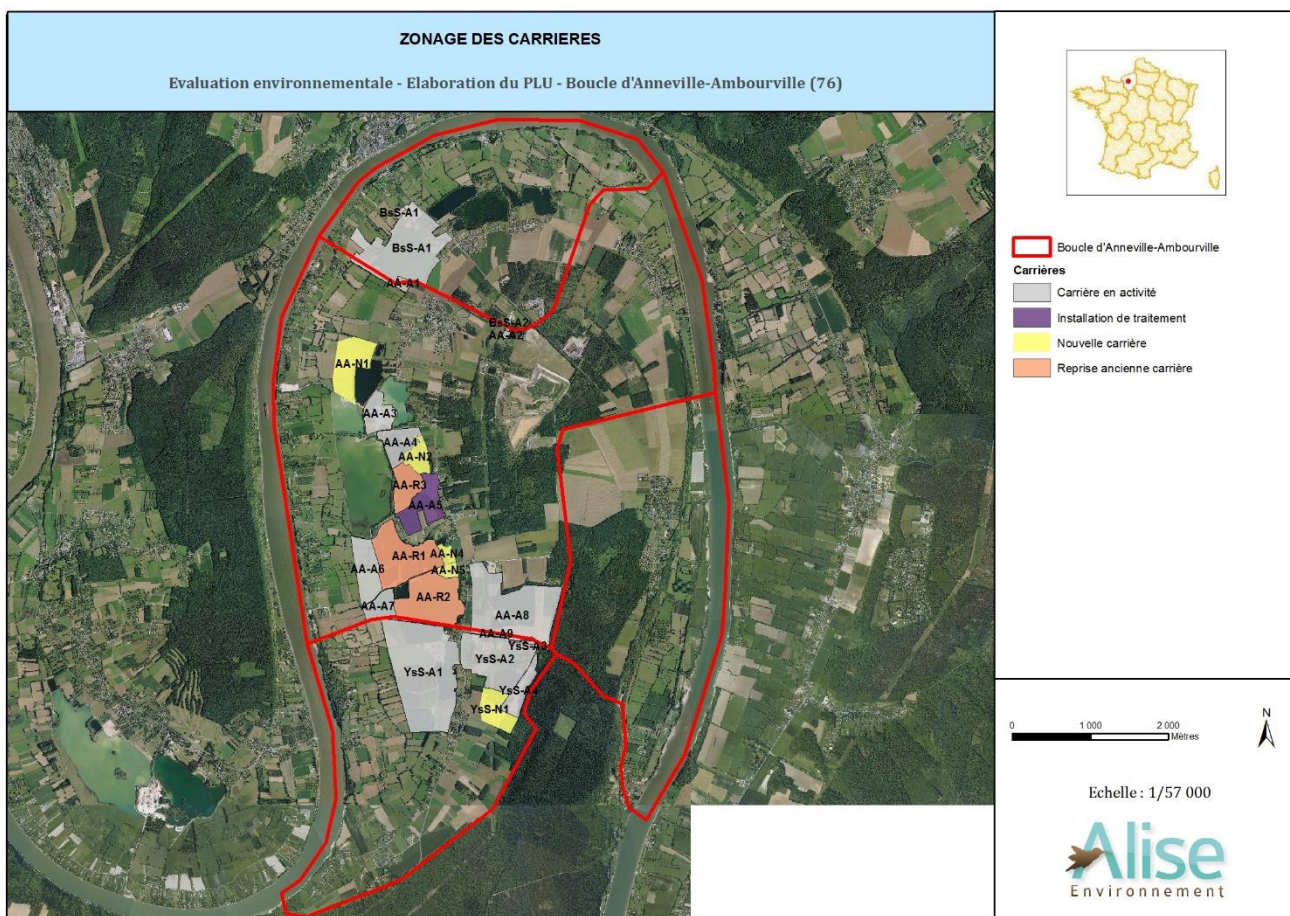 ZONAGE DES CARRIERES
Evaluation environnementale - Elaboration du PLU - Boucle d'Anneville-Ambourville (76)
BsS-A1
BsS-A1
AA-A1
BsS-A2
AA-A2
AA-N1
AA-A3
AA-A4
AA-N2
AA-R3
AA-A5
AA-R1
AA-N4
AA-A6
AA-N5
AA-R2
AA-A7
AA-A8
AA-A9
YsS-A3
YsS-A2
YsS-A1
YsS-A4
YsS-N1
Boucle d'Anneville-Ambourville
Carrières
Carrière en activité
Installation de traitement
Nouvelle carrière
Reprise ancienne carrière
N
0 1 000 2 000
Mètres
Echelle : 1/57 000
Alise
Environnement